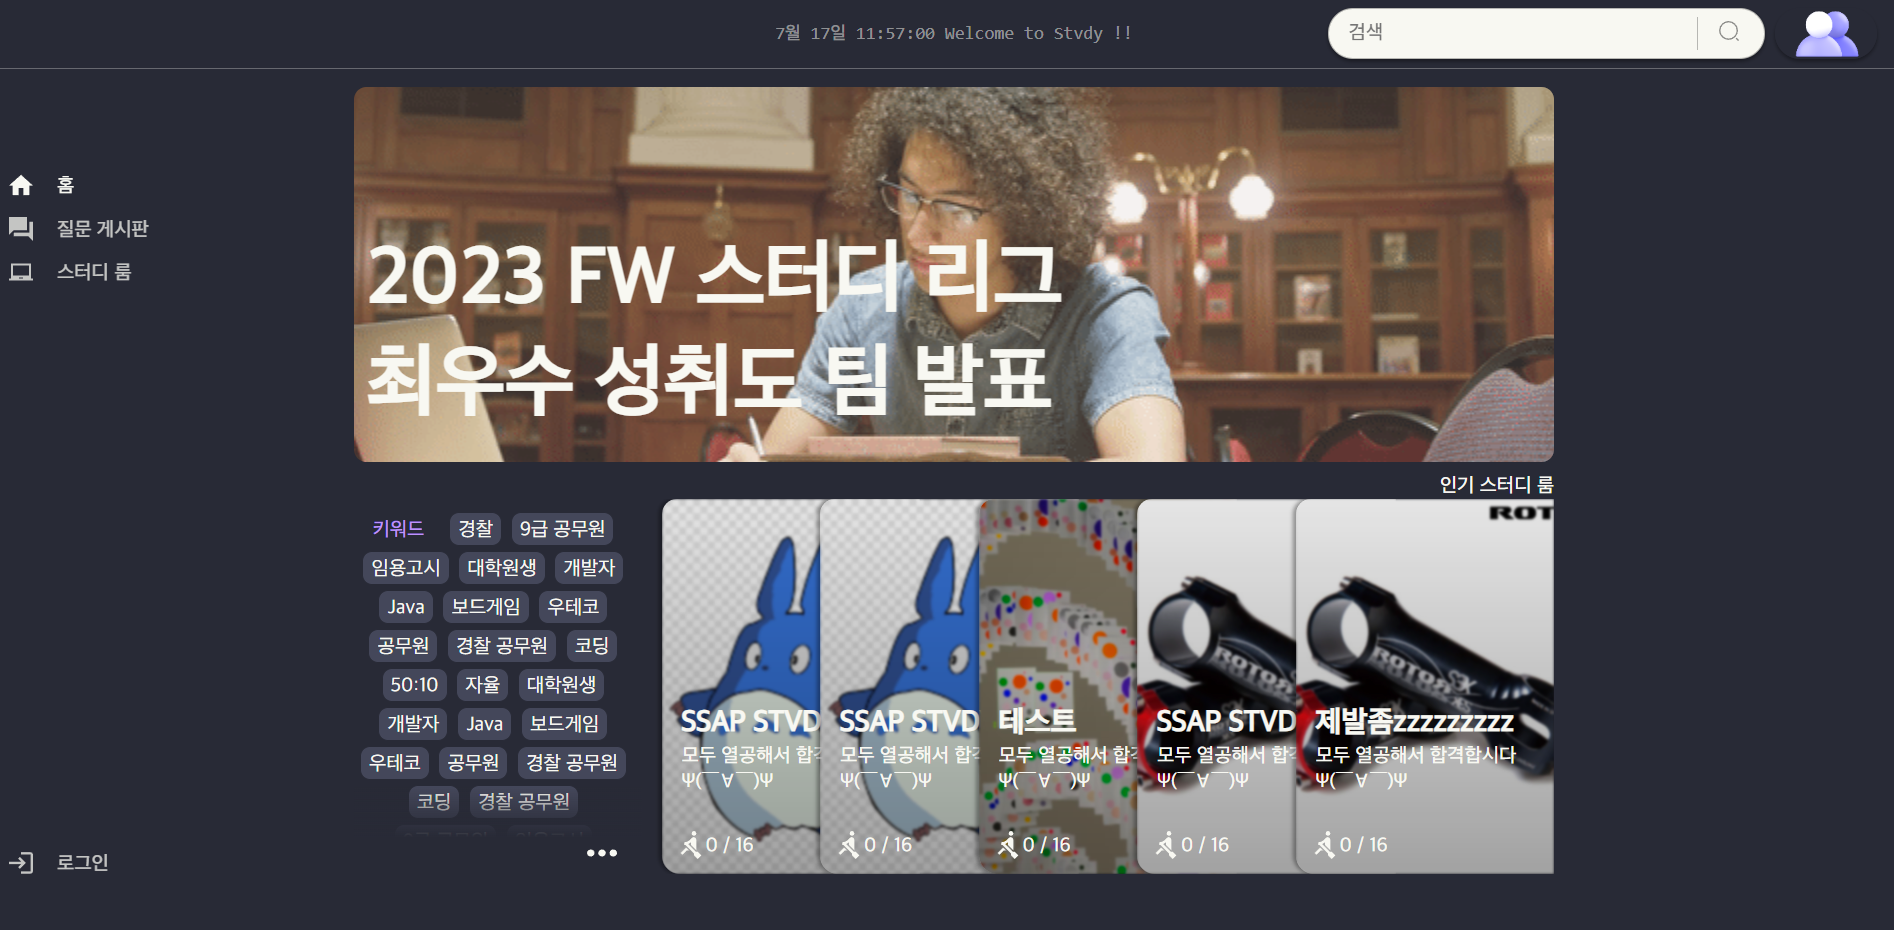 7월 17일 11:57:00 Welcome to Stvdy !!
검색
홈
질문 게시판
스터디 룸
로그인
2023 FW 스터디 리그
최우수 성취도 팀 발표
인기 스터디 룸
키워드 경찰 9급 공무원
임용고시 대학원생 개발자
Java 보드게임 우테코
공무원 경찰 공무원 코딩
50:10 자율 대학원생
개발자 Java 보드게임
우테코 공무원 경찰 공무원
코딩 경찰 공무원
SSAP STVD
모두 열공해서 합격
Ψ(￣∀￣)Ψ
0 / 16
SSAP STVD
모두 열공해서 합격
Ψ(￣∀￣)Ψ
0 / 16
테스트
모두 열공해서 합격
Ψ(￣∀￣)Ψ
0 / 16
ROTOR
SSAP STVD
모두 열공해서 합격
Ψ(￣∀￣)Ψ
0 / 16
ROT
제발좀zzzzzzzzz
모두 열공해서 합격합시다
Ψ(￣∀￣)Ψ
0 / 16